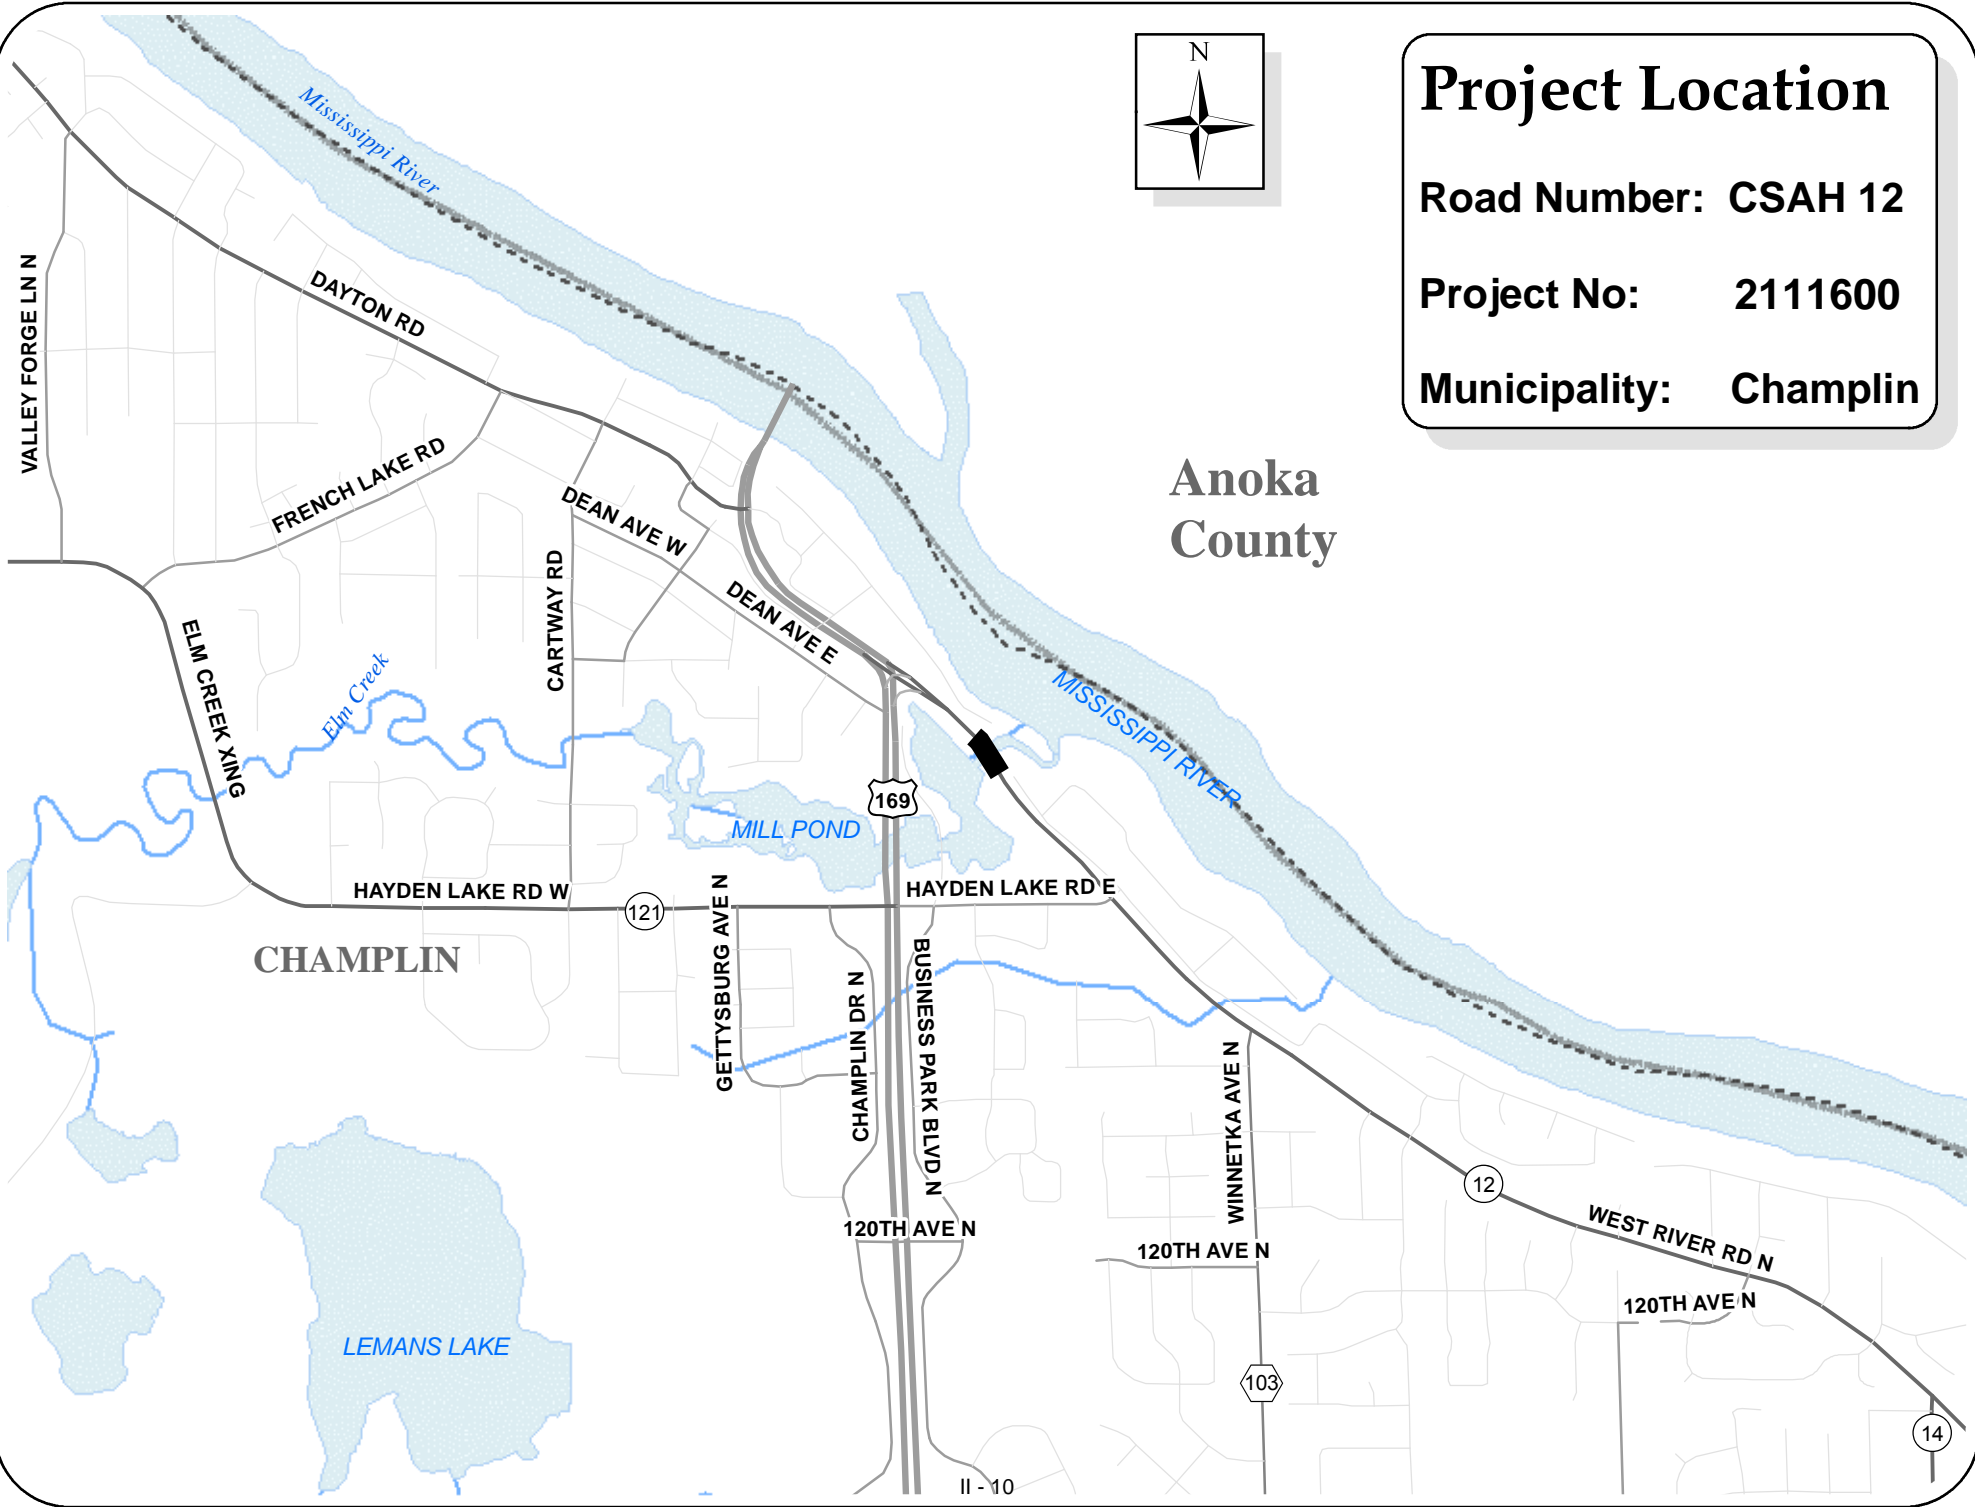 N
Project Location
Road Number: CSAH 12
Project No: 2111600
Municipality: Champlin
Mississippi River
VALLEY FORGE LN N
DAYTON RD
FRENCH LAKE RD
DEAN AVE W
DEAN AVE E
CARTWAY RD
Anoka
County
ELM CREEK XING
Elm Creek
MISSISSIPPI RIVER
169
MILL POND
HAYDEN LAKE RD W
121
HAYDEN LAKE RD E
CHAMPLIN
GETTYSBURG AVE N
CHAMPLIN DR N
BUSINESS PARK BLVD N
WINNETKA AVE N
12
WEST RIVER RD N
120TH AVE N
120TH AVE N
120TH AVE N
LEMANS LAKE
103
14
II - 10